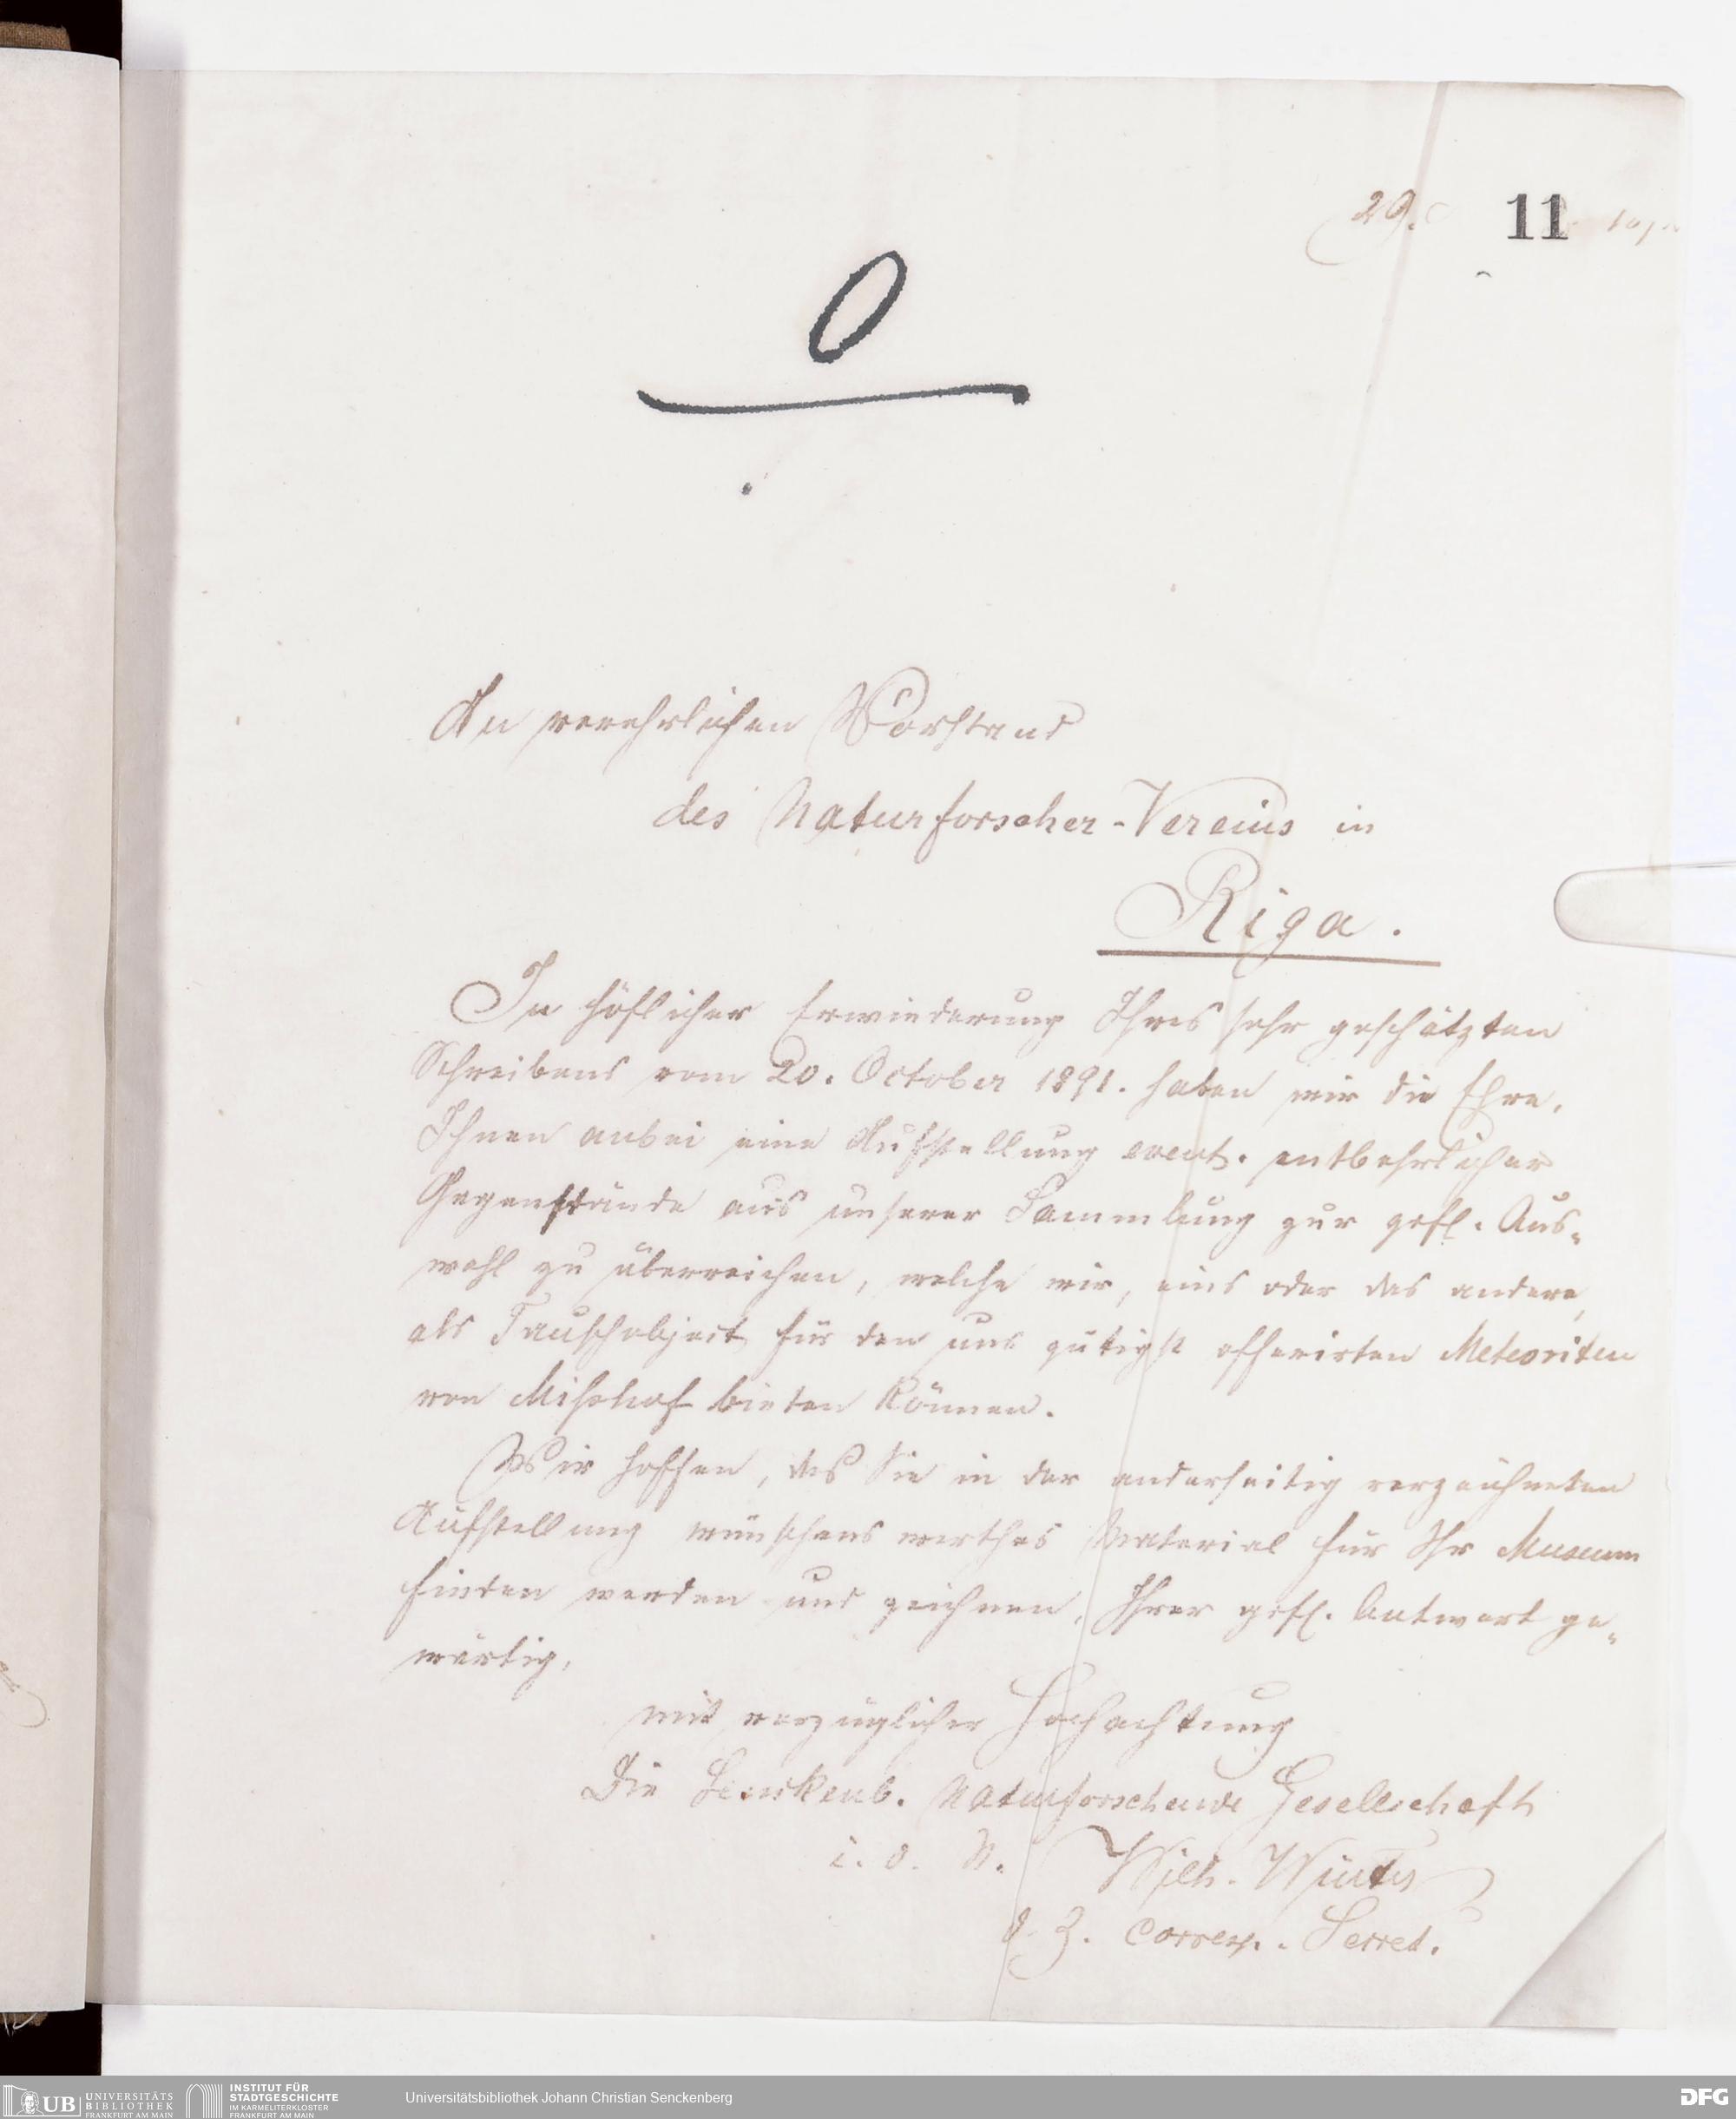 29.
11
0
An verehrlichen Vorstand
des Naturforscher-Vereins in
Riga.
In höflicher Erwiederung Ihres sehr geschätzten
Schreibens vom 20. October 1891. haben wir die Ehre,
Ihnen anbei eine Aufstellung event. entbehrlicher
Gegenstände aus unserer Sammlung zur gefl. Aus-
wahl zu überreichen, welche wir, eins oder das andere,
als Tauschobject für den uns gütigst offerirten Meteoriten
von Misshof bieten können.
Wir hoffen, daß Sie in der anderseitig verzeichneten
Aufstellung wünschenswerthes Material für Ihr Museum
finden werden und zeichnen, Ihrer gefl. Antwort ge-
wärtig,
mit vorzüglicher Hochachtung
Die Senckenb. Naturforschende Gesellschaft
i. d. N. Wilh. Winter
d. Z. Corresp. Secret.
UB UNIVERSITÄTS
BIBLIOTHEK
FRANKFURT AM MAIN
INSTITUT FÜR
STADTGESCHICHTE
IM KARMELITERKLOSTER
FRANKFURT AM MAIN
Universitätsbibliothek Johann Christian Senckenberg
DFG